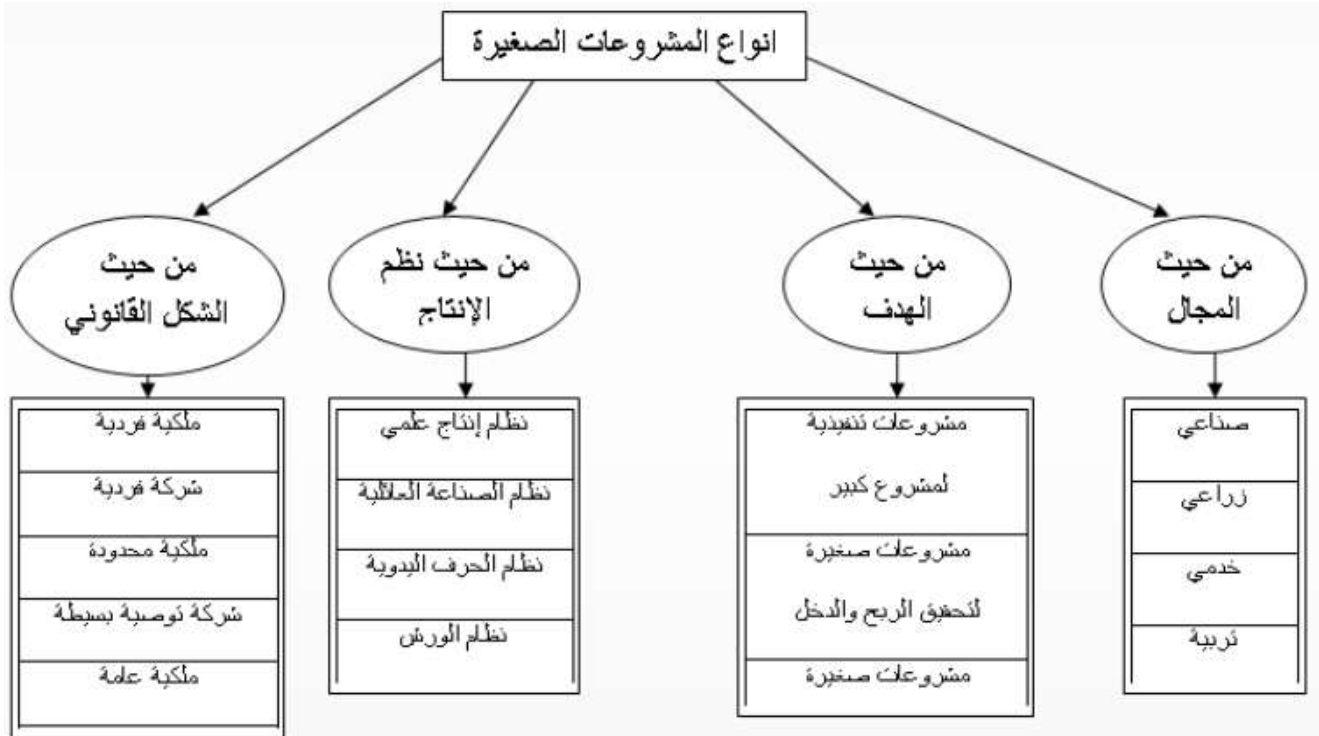 انواع المشروعات الصغيرة
من حيث
المجال
من حيث
الهدف
من حيث نظم
الإنتاج
من حيث
الشكل القانوني
صناعي
زراعي
خدمي
تربية
مشروعات تنفيذية
لمشروع كبير
مشروعات صغيرة
لتحقيق الربح والدخل
مشروعات صغيرة
نظام إنتاج علمي
نظام الصناعة العائلية
نظام الحرف اليدوية
نظام الورش
ملكية فردية
شركة فردية
ملكية محدودة
شركة توصية بسيطة
ملكية عامة